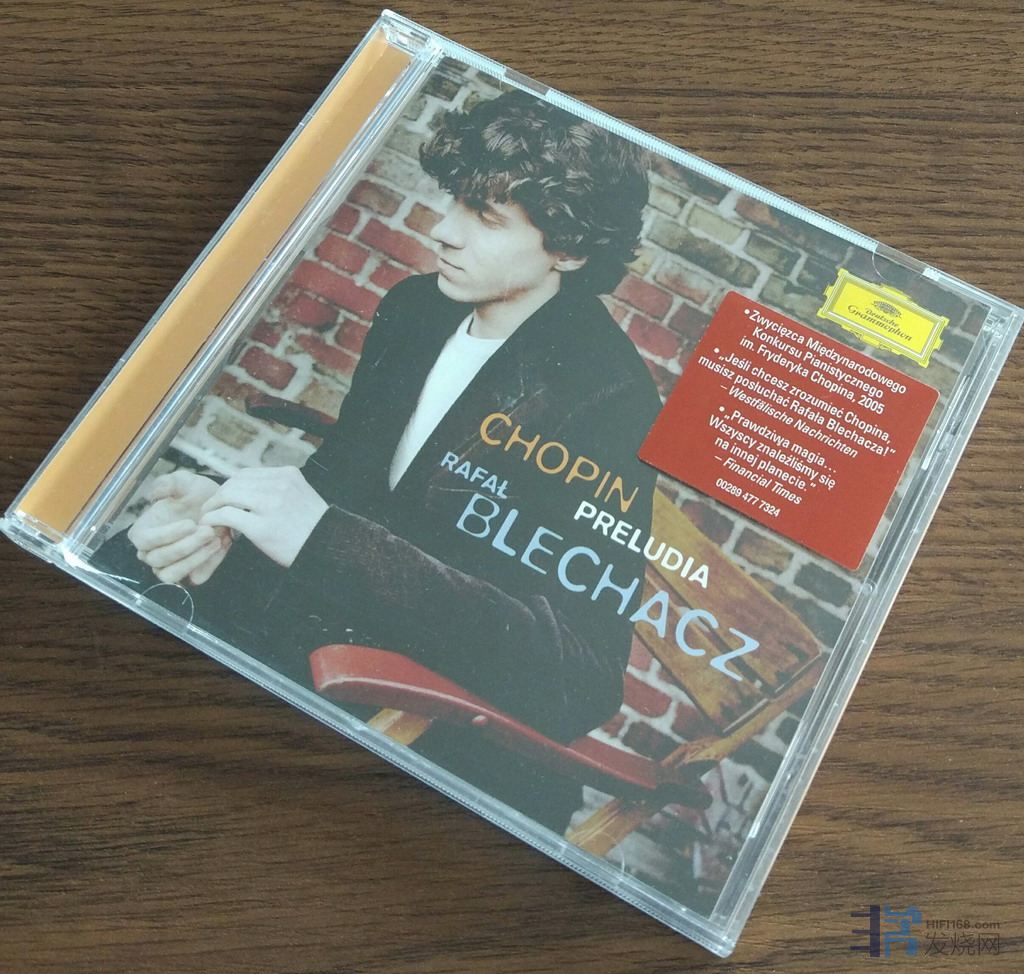 Deutsche
Grammophon
• Zwycięzca Międzynarodowego
Konkursu Pianistycznego
im. Fryderyka Chopina, 2005
• „Jeśli chcesz zrozumieć Chopina,
musisz posłuchać Rafała Blechacza!”
– Westfälische Nachrichten
• „Prawdziwa magia...
Wszyscy znaleźliśmy się
na innej planecie.”
– Financial Times
00289 477 7324
CHOPIN
PRELUDIA
RAFAŁ
BLECHACZ
HIFI168.com
发烧网